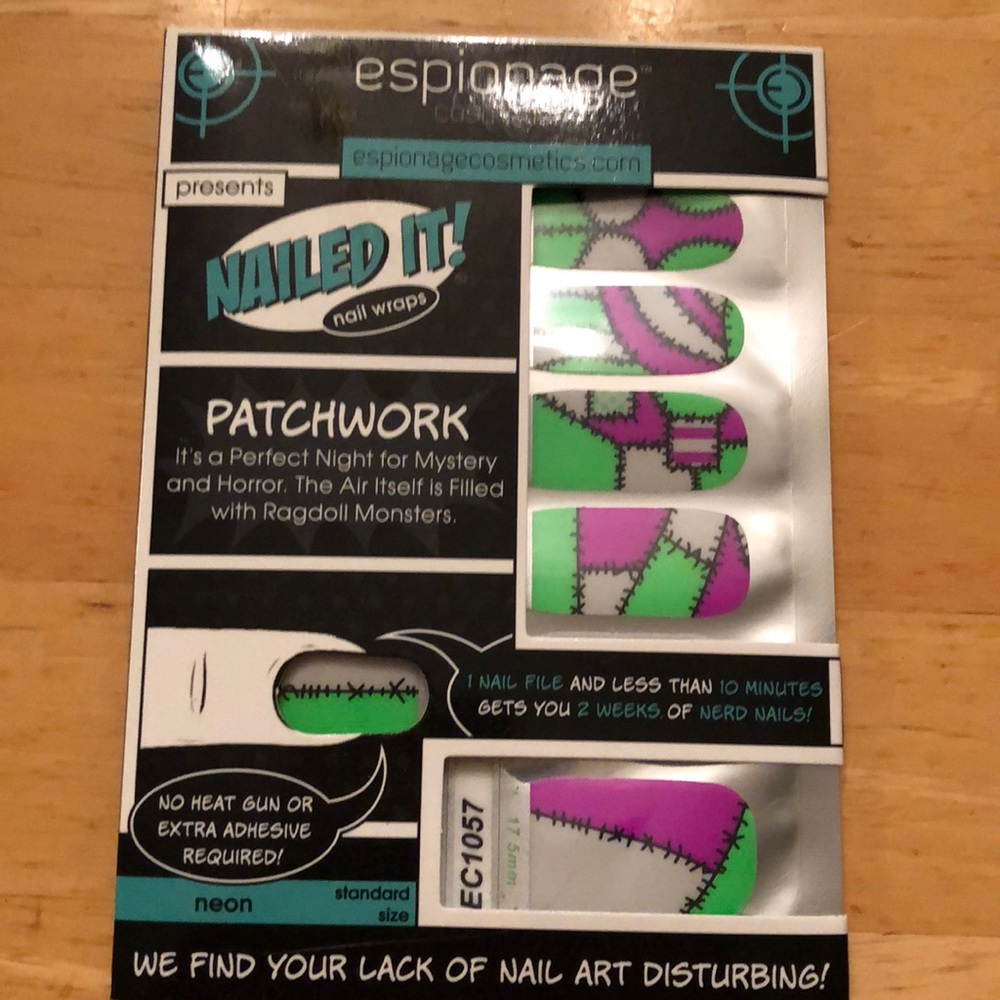 espionage™
cosmetics
espionagecosmetics.com
presents
NAILED IT!
nail wraps
PATCHWORK
It's a Perfect Night for Mystery
and Horror. The Air Itself is Filled
with Ragdoll Monsters.
1 NAIL FILE AND LESS THAN 10 MINUTES
GETS YOU 2 WEEKS OF NERD NAILS!
NO HEAT GUN OR
EXTRA ADHESIVE
REQUIRED!
EC1057
17.5mm
neon
standard
size
WE FIND YOUR LACK OF NAIL ART DISTURBING!